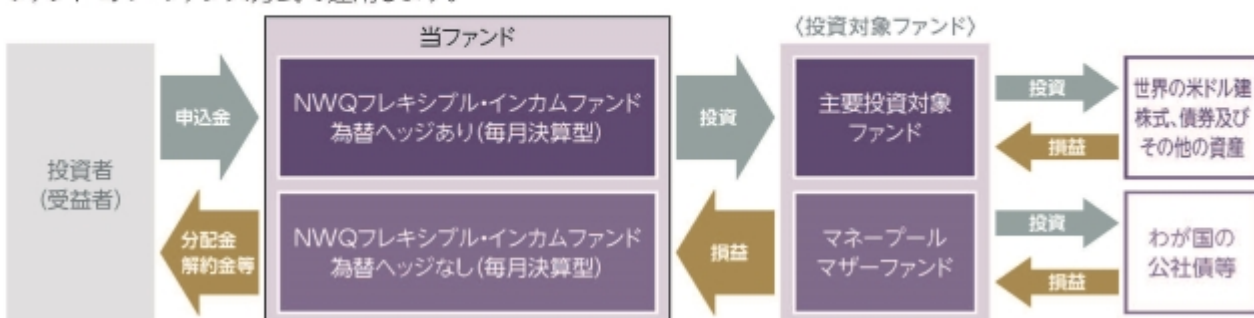 当ファンド
〈投資対象ファンド〉
投資者
(受益者)
申込金
分配金
解約金等
NWQフレキシブル・インカムファンド
為替ヘッジあり(毎月決算型)
NWQフレキシブル・インカムファンド
為替ヘッジなし(毎月決算型)
投資
損益
主要投資対象
ファンド
マネープール
マザーファンド
投資
損益
投資
損益
世界の米ドル建
株式、債券及び
その他の資産
わが国の
公社債等